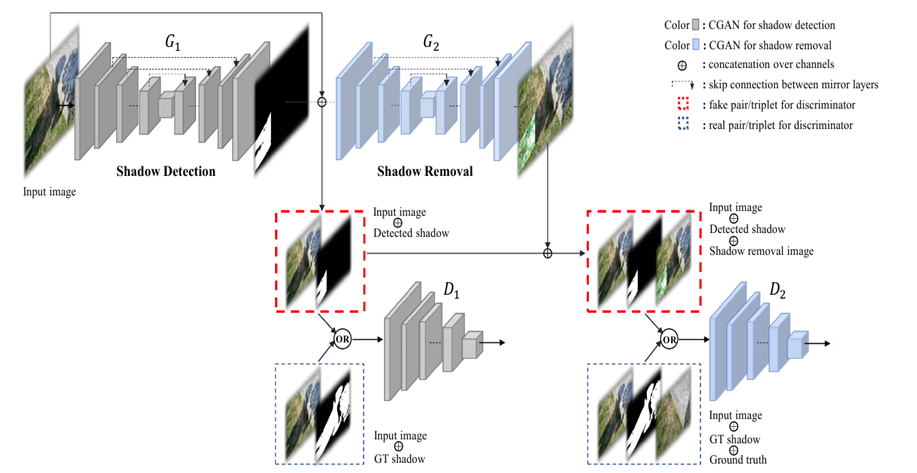 G1
G2
Shadow Detection
Shadow Removal
Input image
Color : CGAN for shadow detection
Color : CGAN for shadow removal
⊕ : concatenation over channels
: skip connection between mirror layers
: fake pair/triplet for discriminator
: real pair/triplet for discriminator
Input image
⊕
Detected shadow
Input image
⊕
Detected shadow
⊕
Shadow removal image
D1
D2
OR
OR
Input image
⊕
GT shadow
Input image
⊕
GT shadow
⊕
Ground truth